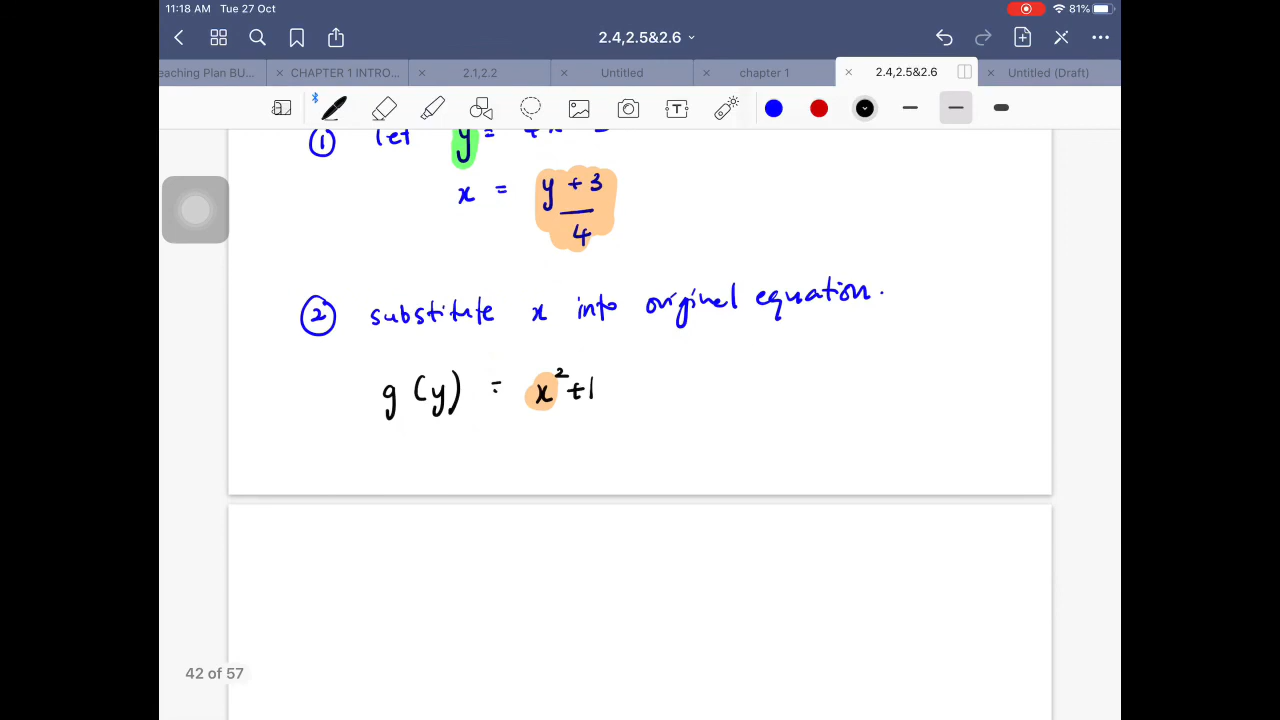 11:18 AM Tue 27 Oct
81%
2.4,2.5&2.6
eaching Plan BU...
CHAPTER 1 INTRO...
2.1,2.2
Untitled
chapter 1
2.4,2.5&2.6
Untitled (Draft)
① let y =
x = y + 3
4
② substitute x into original equation.
g (y) = x² +1
42 of 57